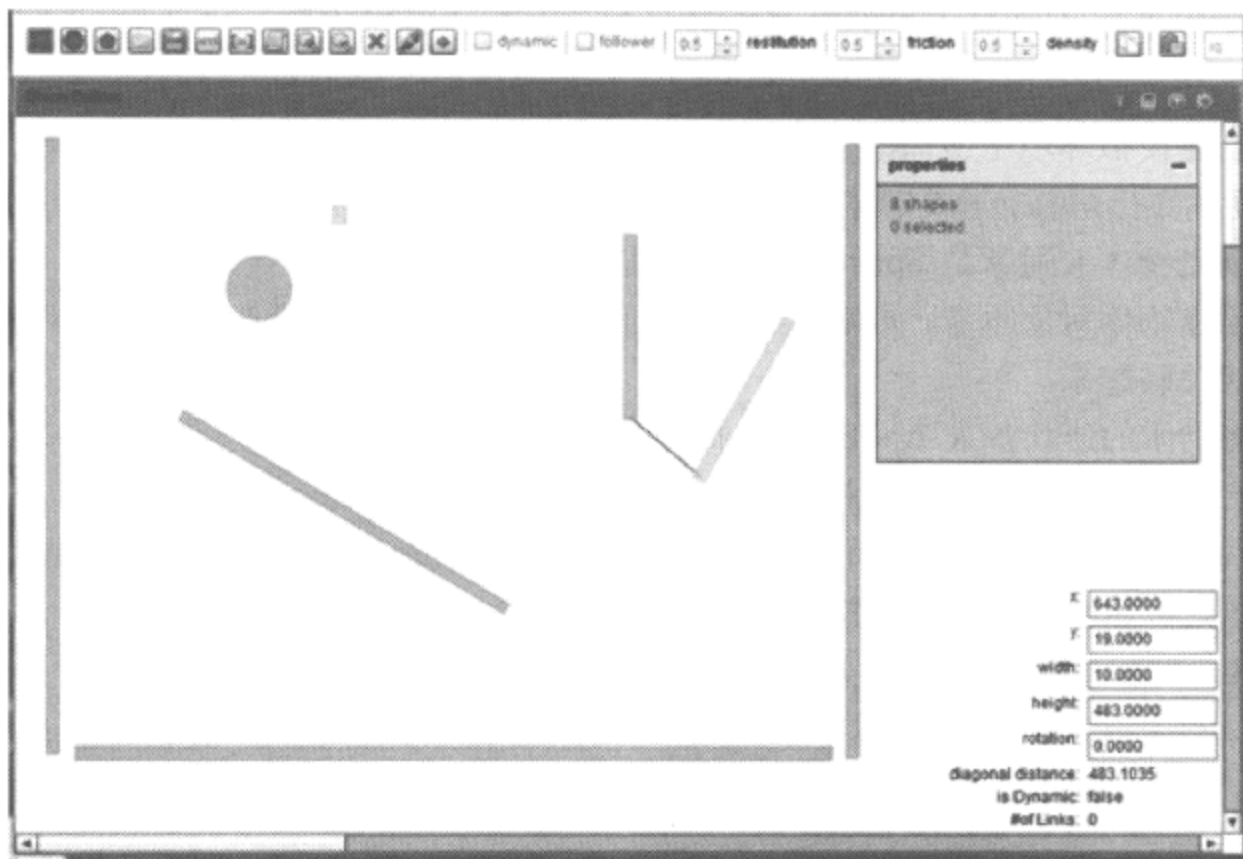 dynamic follower 0.5 restitution 0.5 friction 0.5 density
properties
8 shapes
0 selected
x: 643.0000
y: 19.0000
width: 10.0000
height: 483.0000
rotation: 0.0000
diagonal distance: 483.1035
is Dynamic: false
#of Links: 0